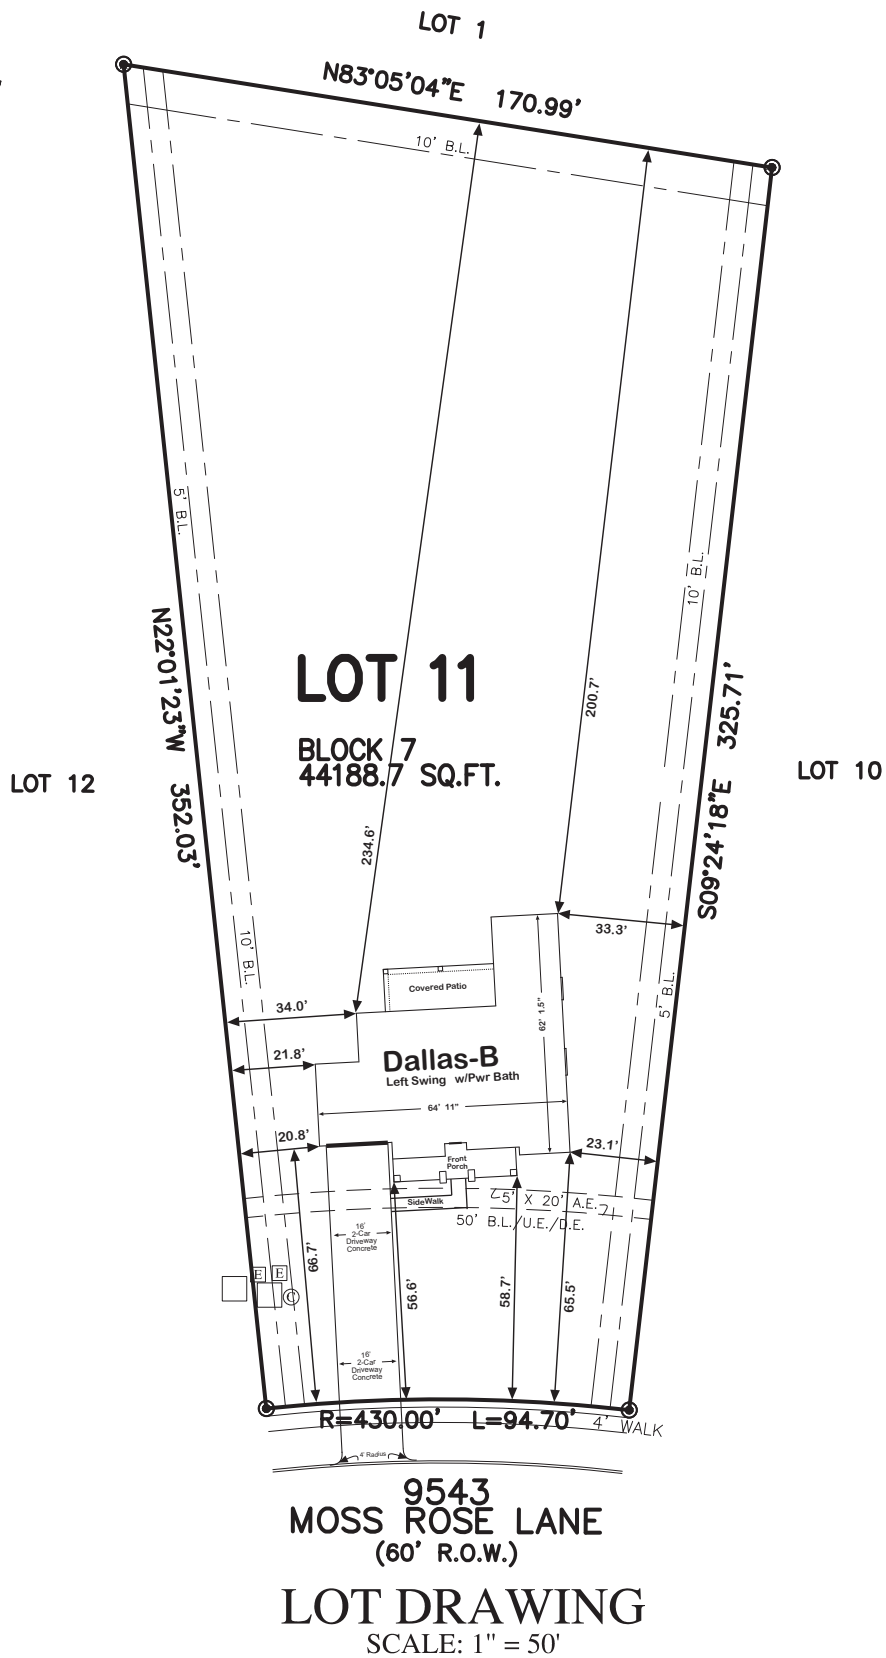 LOT 1
N83°05'04"E 170.99'
10' B.L.
5' B.L.
10' B.L.
N22°01'23"W 352.03'
S09°24'18"E 325.71'
LOT 11
BLOCK 7
44188.7 SQ.FT.
200.7'
234.6'
LOT 12
LOT 10
33.3'
10' B.L.
5' B.L.
Covered Patio
34.0'
62' 1.5"
21.8'
Dallas-B
Left Swing w/Pwr Bath
64' 11"
20.8'
23.1'
Front
Porch
SideWalk
5' X 20' A.E.
50' B.L./U.E./D.E.
16'
2-Car
Driveway
Concrete
66.7'
56.6'
58.7'
65.5'
E
E
C
16'
2-Car
Driveway
Concrete
R=430.00' L=94.70'
4' WALK
4' Radius
9543
MOSS ROSE LANE
(60' R.O.W.)
LOT DRAWING
SCALE: 1" = 50'